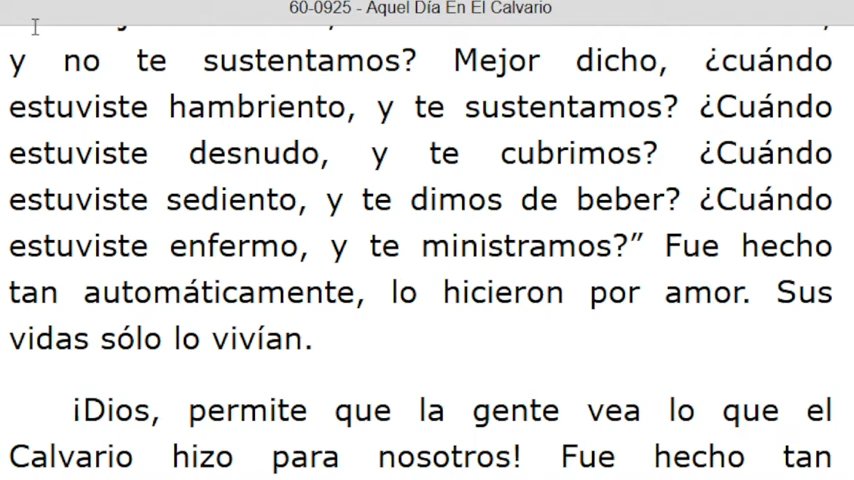 60-0925 - Aquel Día En El Calvario
y no te sustentamos? Mejor dicho, ¿cuándo
estuviste hambriento, y te sustentamos? ¿Cuándo
estuviste desnudo, y te cubrimos? ¿Cuándo
estuviste sediento, y te dimos de beber? ¿Cuándo
estuviste enfermo, y te ministramos?” Fue hecho
tan automáticamente, lo hicieron por amor. Sus
vidas sólo lo vivían.
¡Dios, permite que la gente vea lo que el
Calvario hizo para nosotros! Fue hecho tan